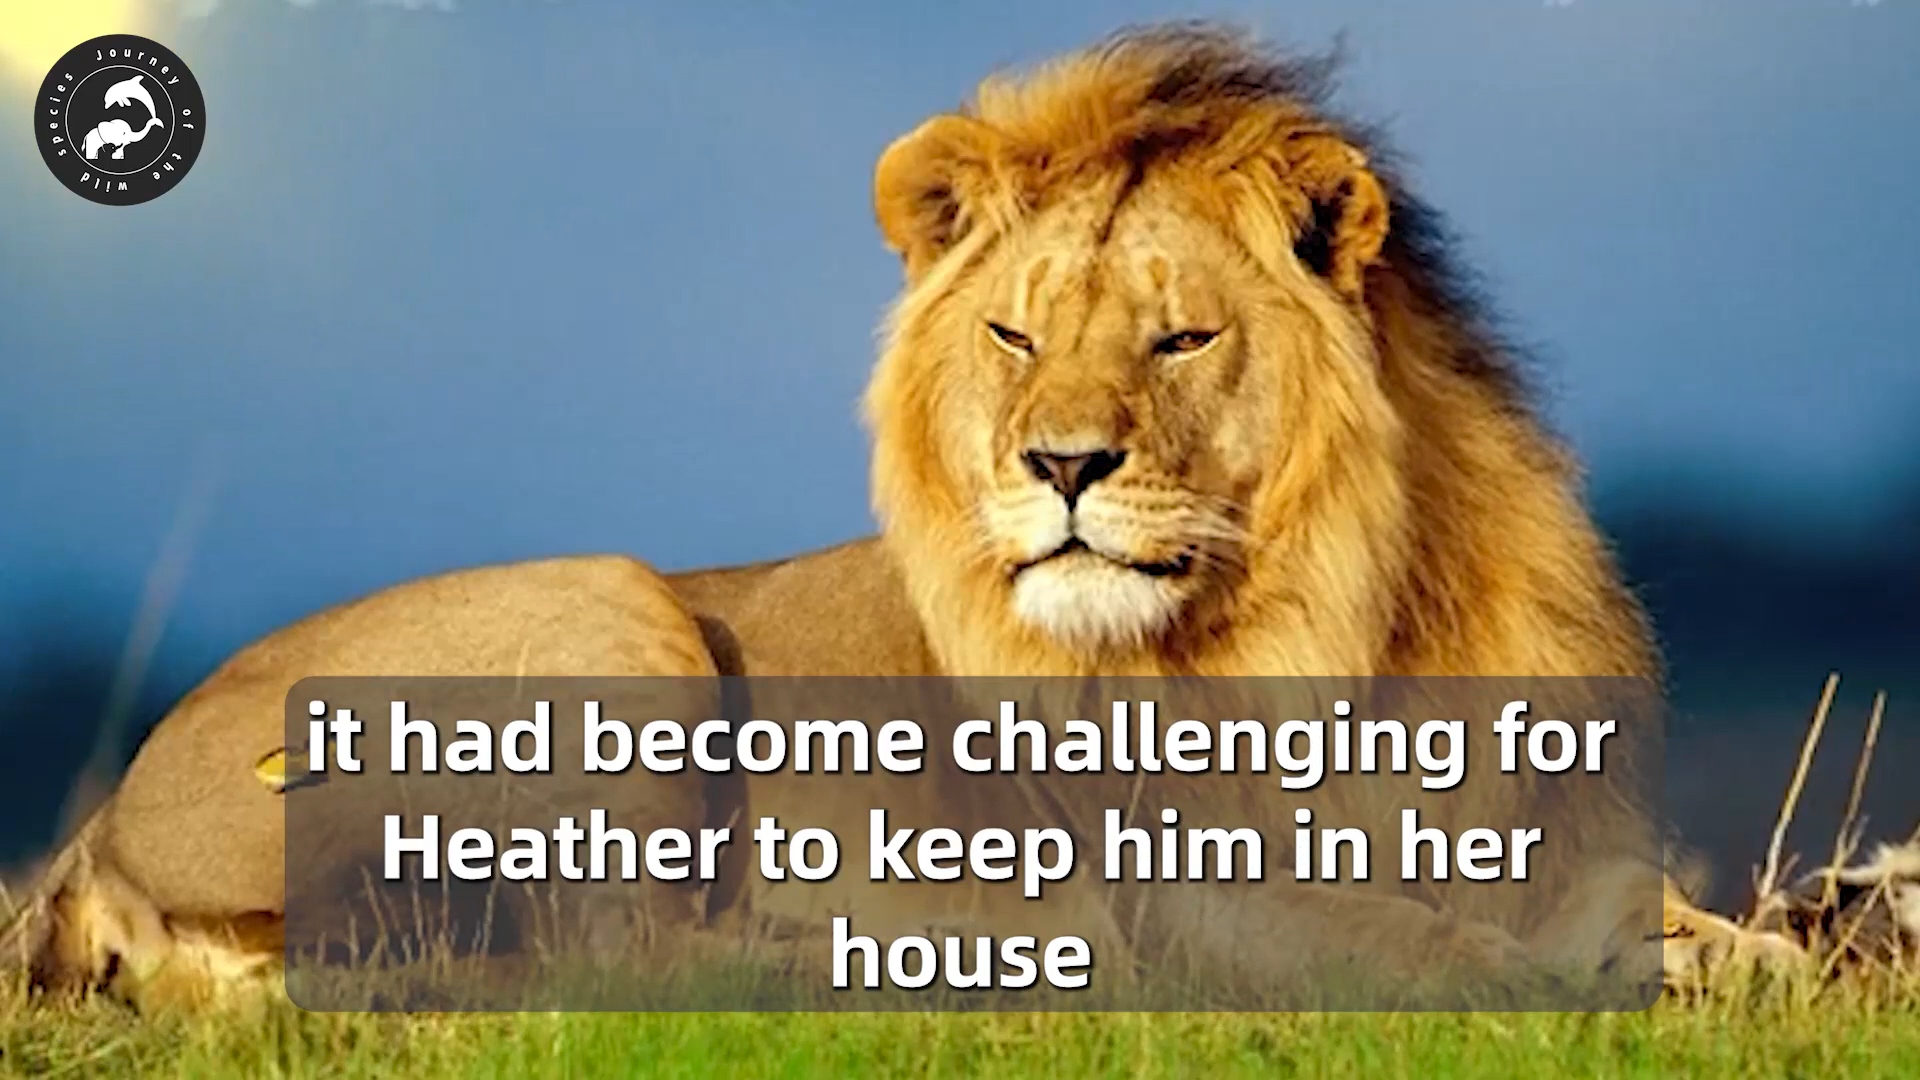 species Journey of the wild
it had become challenging for
Heather to keep him in her
house